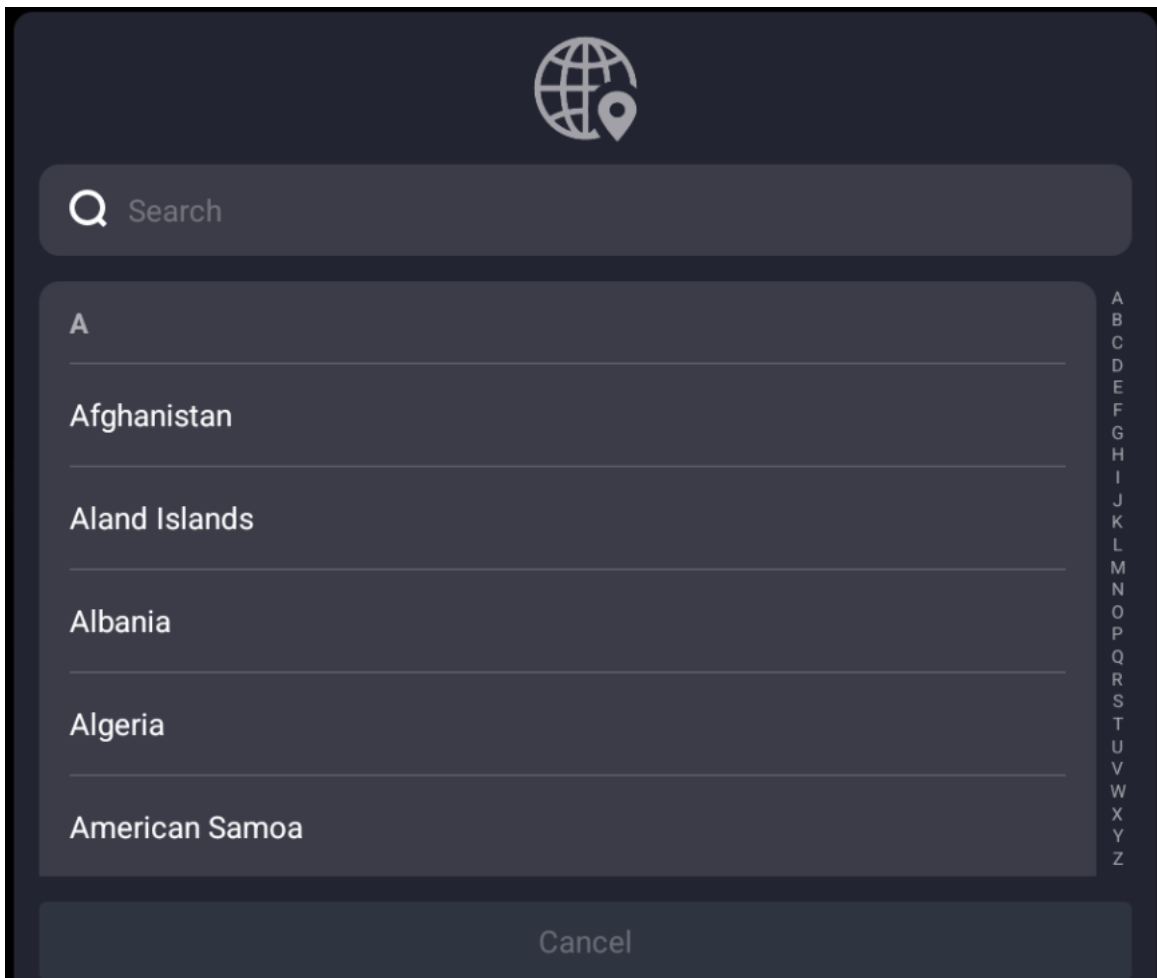 Search
A
Afghanistan
Aland Islands
Albania
Algeria
American Samoa
A
B
C
D
E
F
G
H
I
J
K
L
M
N
O
P
Q
R
S
T
U
V
W
X
Y
Z
Cancel